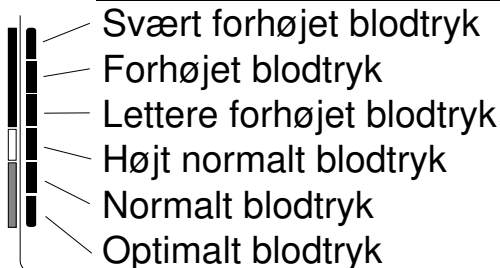 Svært forhøjet blodtryk
Forhøjet blodtryk
Lettere forhøjet blodtryk
Højt normalt blodtryk
Normalt blodtryk
Optimalt blodtryk